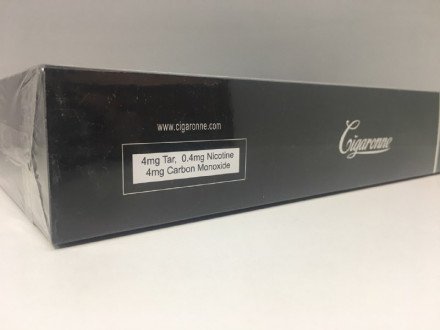 www.cigaronne.com
Cigaronne
4mg Tar, 0.4mg Nicotine
4mg Carbon Monoxide